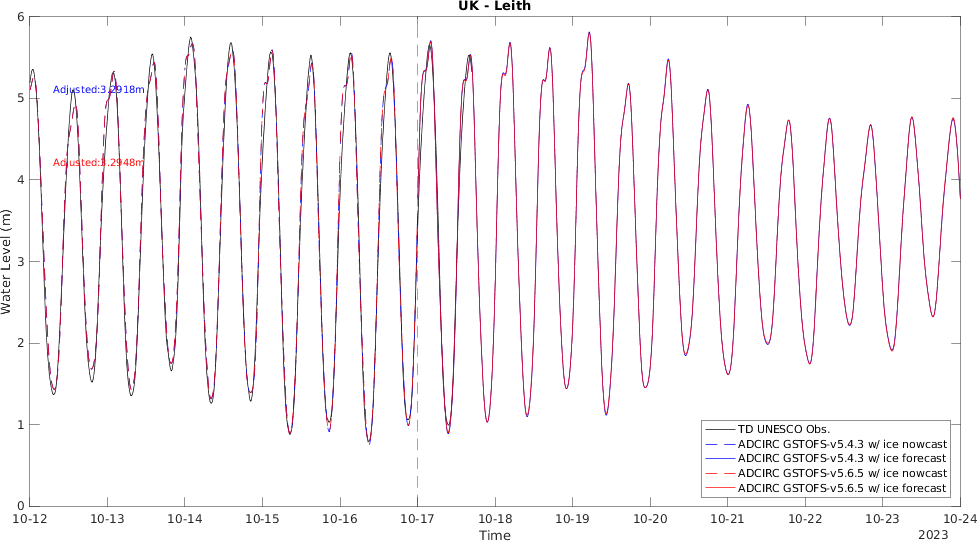 UK - Leith
6
5
4
3
2
1
0
Water Level (m)
Adjusted:3.2918m
Adjusted:3.2948m
TD UNESCO Obs.
ADCIRC GSTOFS-v5.4.3 w/ ice nowcast
ADCIRC GSTOFS-v5.4.3 w/ ice forecast
ADCIRC GSTOFS-v5.6.5 w/ ice nowcast
ADCIRC GSTOFS-v5.6.5 w/ ice forecast
10-12 10-13 10-14 10-15 10-16 10-17 10-18 10-19 10-20 10-21 10-22 10-23 10-24
Time
2023